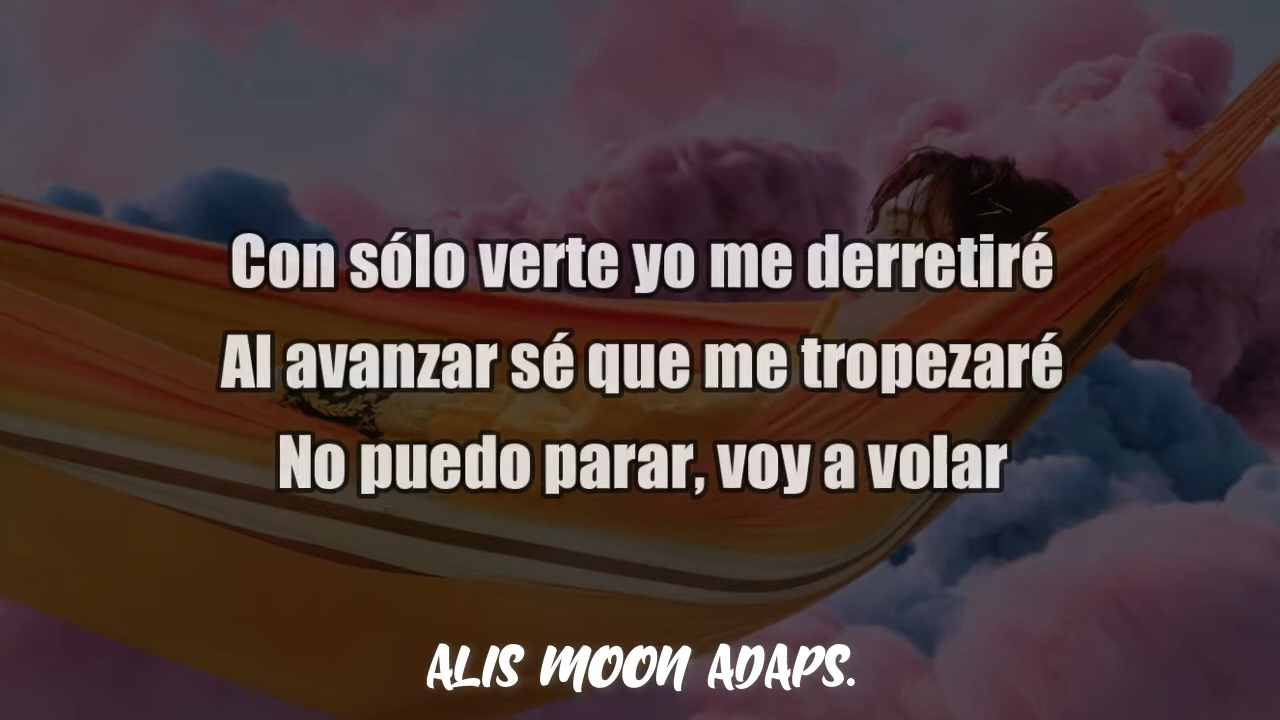 Con sólo verte yo me derretiré
Al avanzar sé que me tropezaré
No puedo parar, voy a volar
ALIS MOON ADAPS.